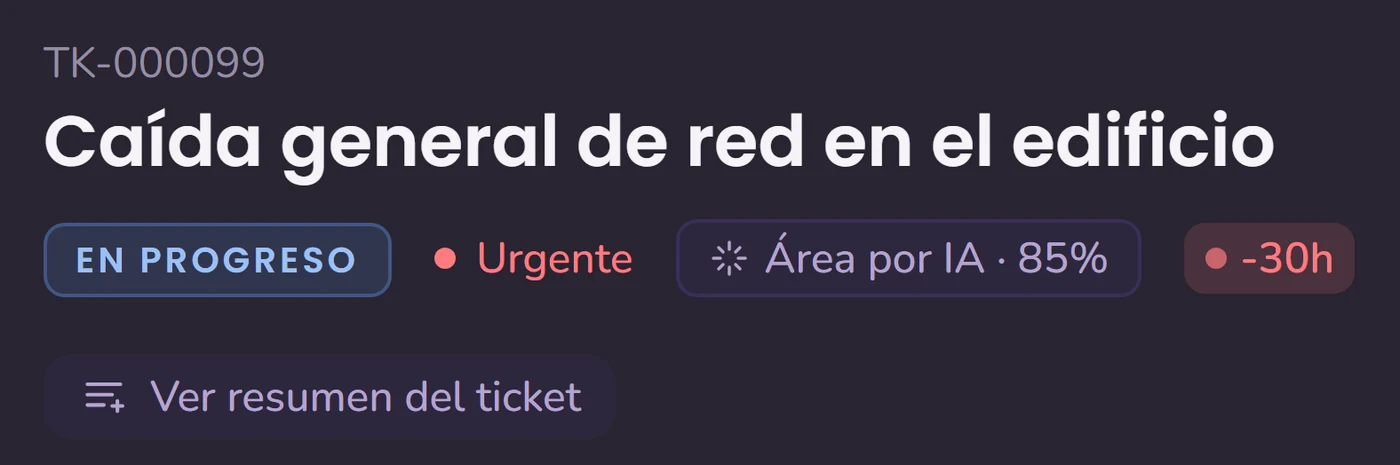 TK-000099
Caída general de red en el edificio
EN PROGRESO Urgente Área por IA · 85% -30h
Ver resumen del ticket